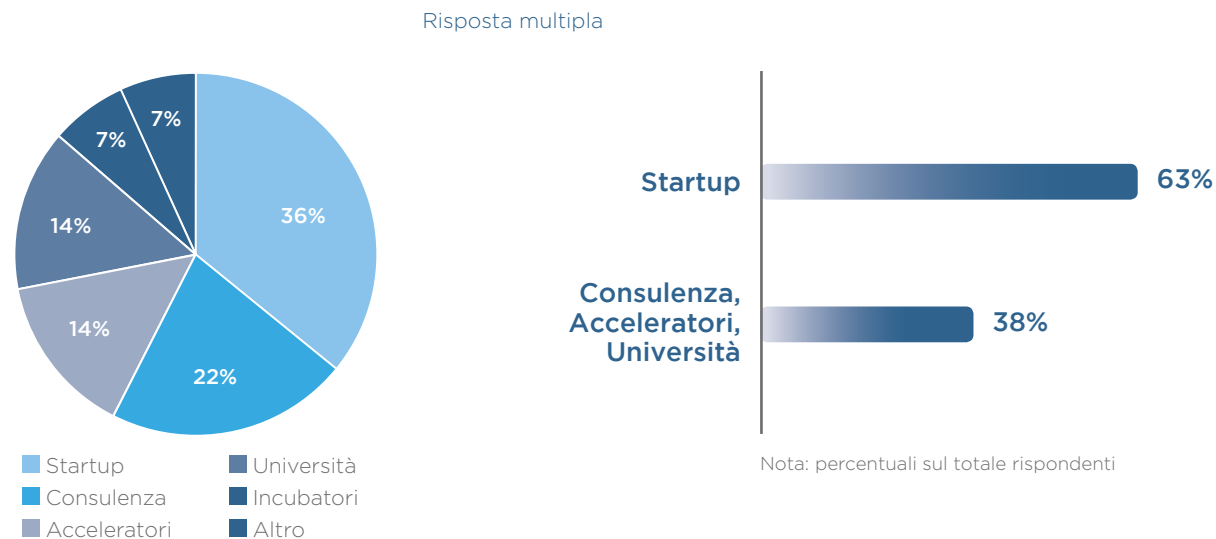 Risposta multipla
7%
7%
36%
14%
14%
22%
Startup
Università
Consulenza
Incubatori
Acceleratori
Altro
Startup
63%
Consulenza,
Acceleratori,
Università
38%
Nota: percentuali sul totale rispondenti